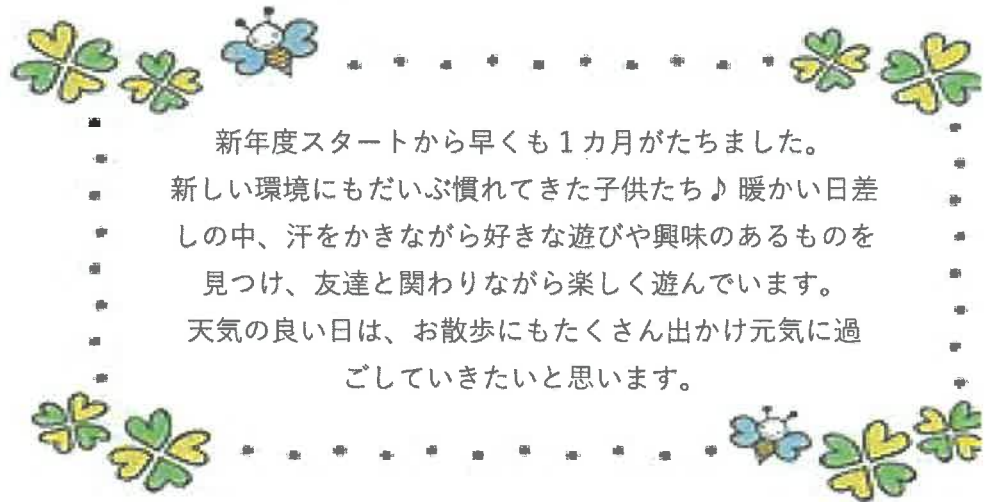 新年度スタートから早くも1カ月がたちました。
新しい環境にもだいぶ慣れてきた子供たち♪暖かい日差
しの中、汗をかきながら好きな遊びや興味のあるものを
見つけ、友達と関わりながら楽しく遊んでいます。
天気の良い日は、お散歩にもたくさん出かけ元気に過
ごしていきたいと思います。